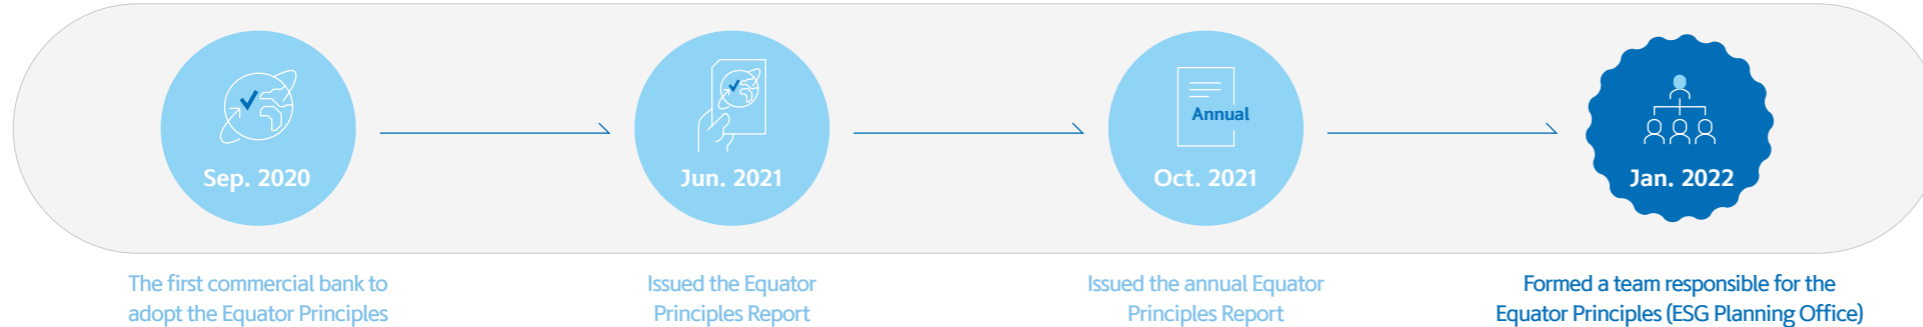 Sep. 2020
The first commercial bank to
adopt the Equator Principles
Jun. 2021
Issued the Equator
Principles Report
Annual
Oct. 2021
Issued the annual Equator
Principles Report
Jan. 2022
Formed a team responsible for the
Equator Principles (ESG Planning Office)